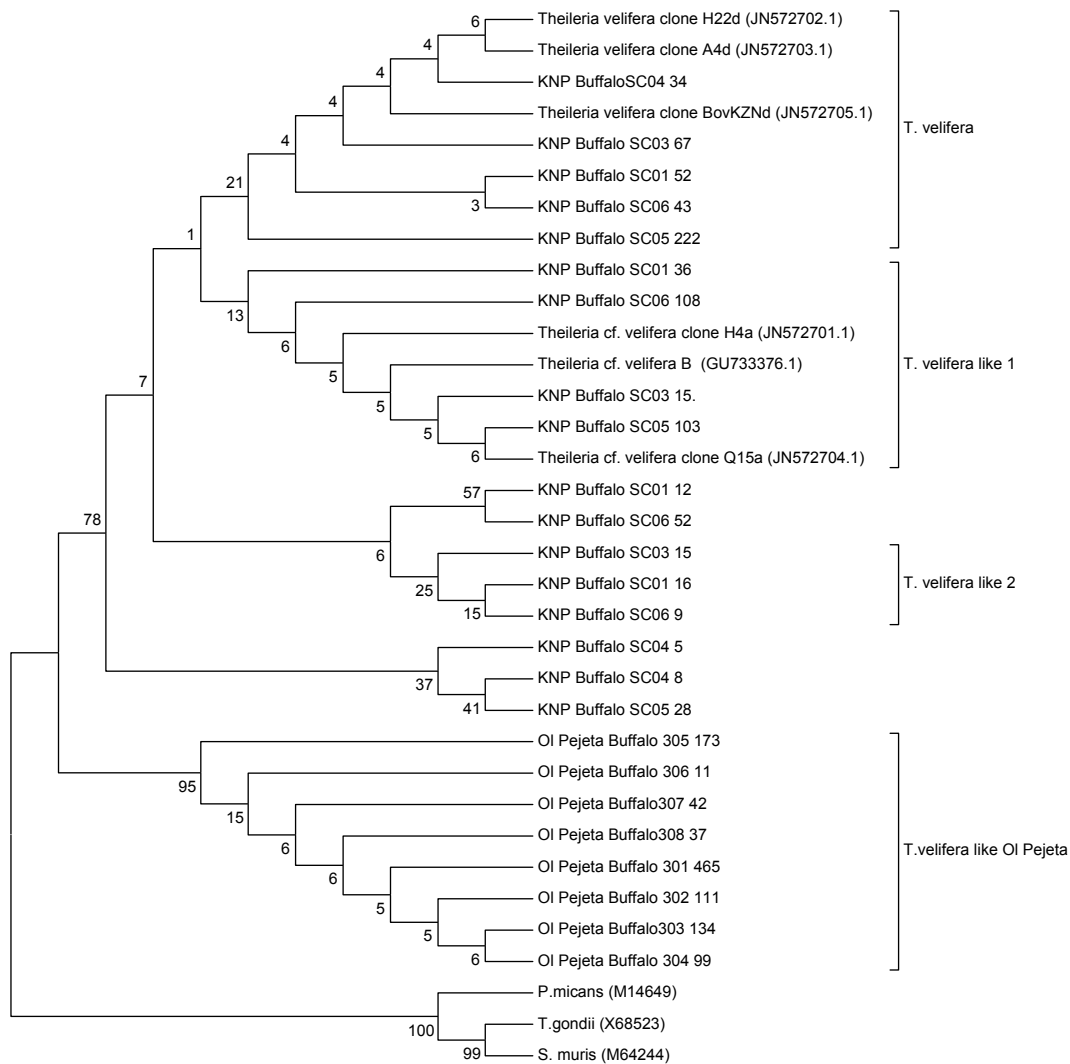 Theileria velifera clone H22d (JN572702.1)
Theileria velifera clone A4d (JN572703.1)
KNP BuffaloSC04 34
Theileria velifera clone BovKZNd (JN572705.1)
KNP Buffalo SC03 67
KNP Buffalo SC01 52
KNP Buffalo SC06 43
KNP Buffalo SC05 222
KNP Buffalo SC01 36
KNP Buffalo SC06 108
Theileria cf. velifera clone H4a (JN572701.1)
Theileria cf. velifera B (GU733376.1)
KNP Buffalo SC03 15.
KNP Buffalo SC05 103
Theileria cf. velifera clone Q15a (JN572704.1)
KNP Buffalo SC01 12
KNP Buffalo SC06 52
KNP Buffalo SC03 15
KNP Buffalo SC01 16
KNP Buffalo SC06 9
KNP Buffalo SC04 5
KNP Buffalo SC04 8
KNP Buffalo SC05 28
Ol Pejeta Buffalo 305 173
Ol Pejeta Buffalo 306 11
Ol Pejeta Buffalo307 42
Ol Pejeta Buffalo308 37
Ol Pejeta Buffalo 301 465
Ol Pejeta Buffalo 302 111
Ol Pejeta Buffalo303 134
Ol Pejeta Buffalo 304 99
P.micans (M14649)
T.gondii (X68523)
S. muris (M64244)
T. velifera
T. velifera like 1
T. velifera like 2
T.velifera like Ol Pejeta
6
4
4
4
4
3
21
1
13
6
5
5
5
6
7
57
6
25
15
78
37
41
95
15
6
6
5
5
6
100
99